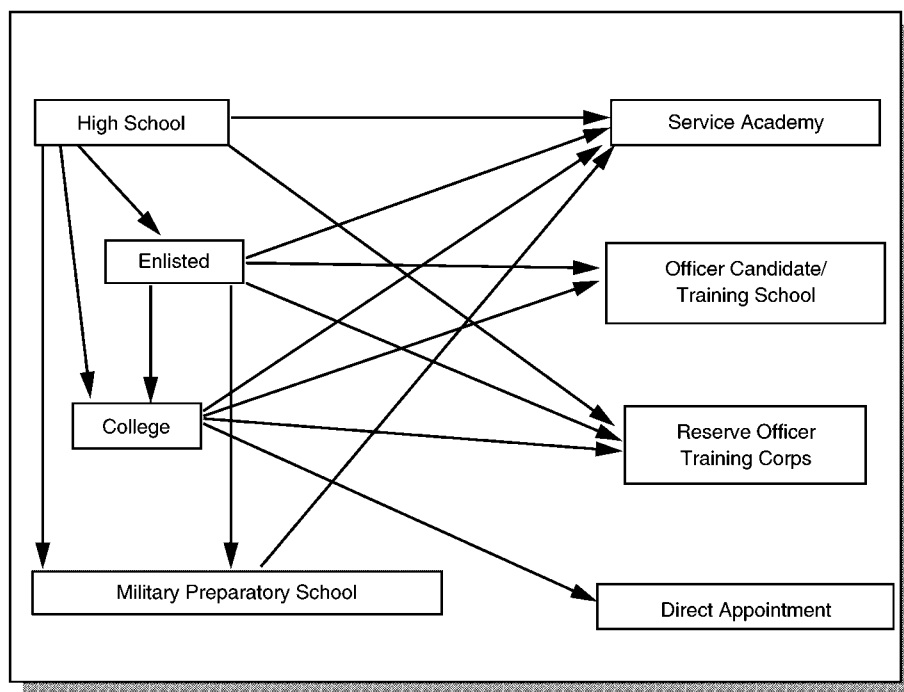 High School
Service Academy
Enlisted
Officer Candidate/
Training School
College
Reserve Officer
Training Corps
Military Preparatory School
Direct Appointment